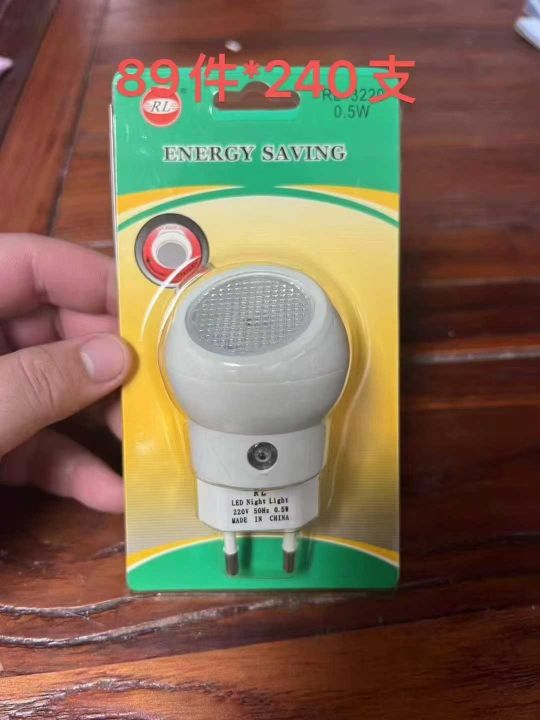 89件*240支
RL
0.5W
ENERGY SAVING
RL
LED Night Light
220V 50Hz 0.5W
MADE IN CHINA